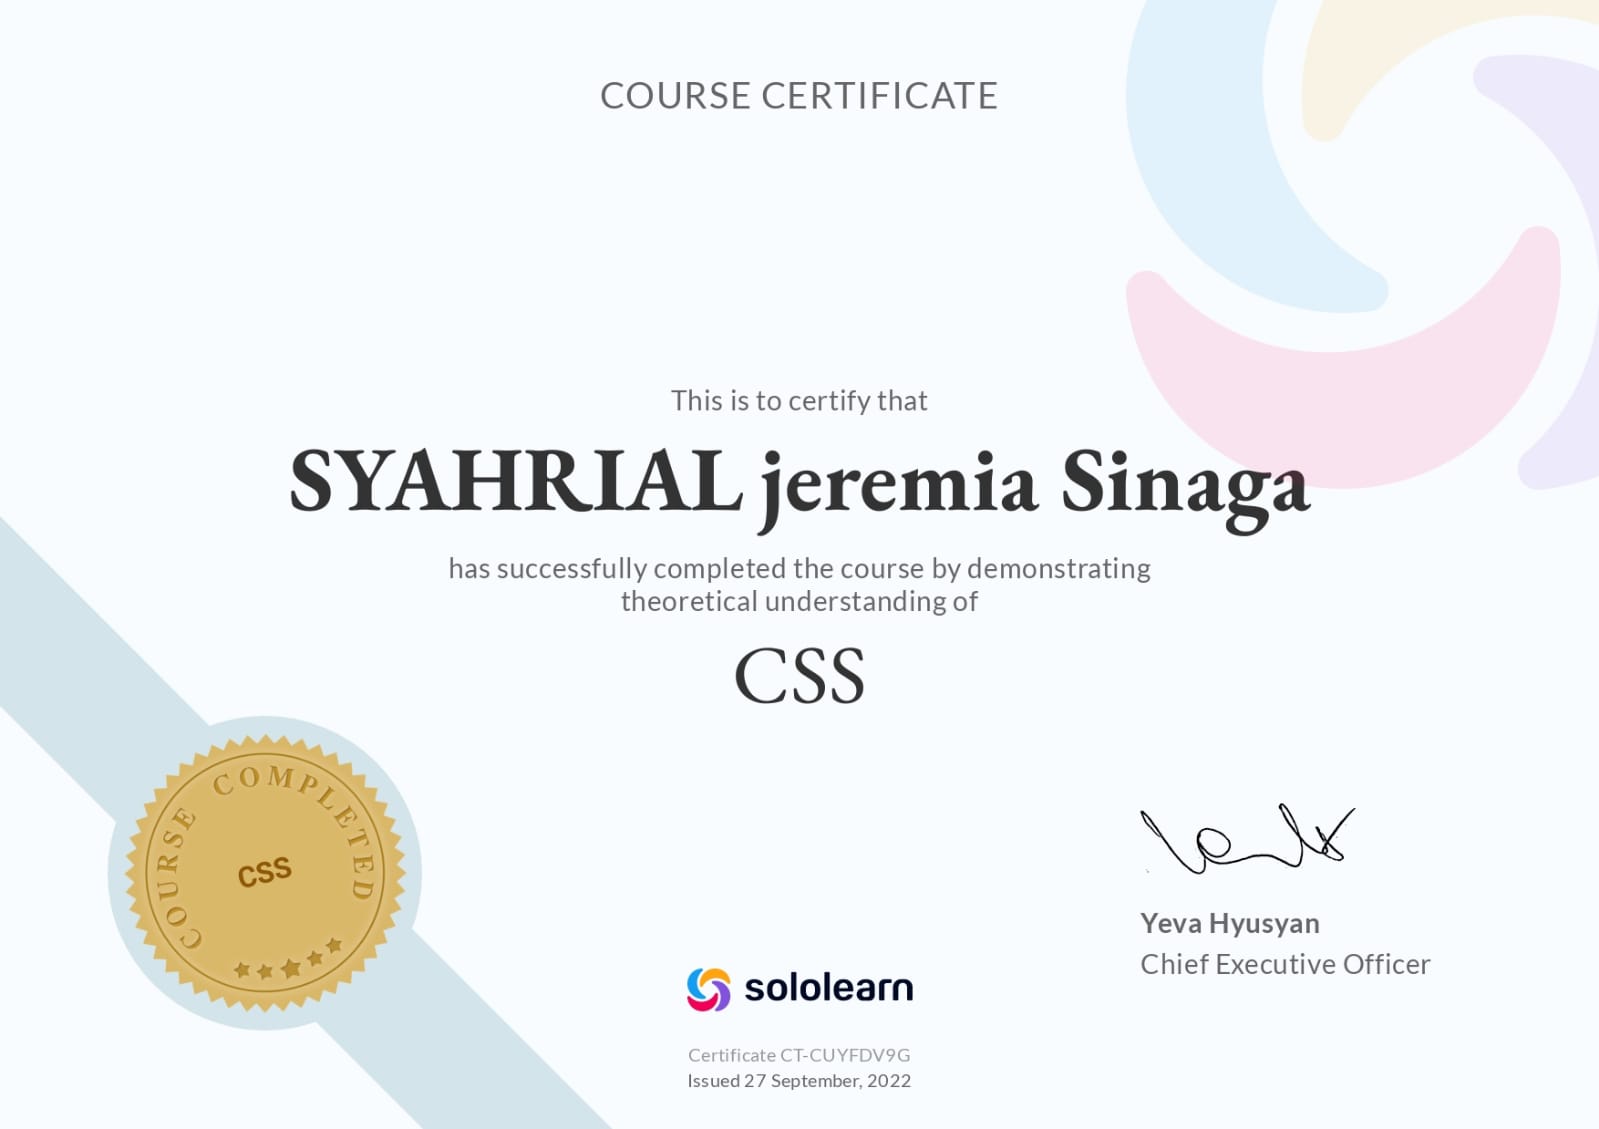 COURSE CERTIFICATE
This is to certify that
SYAHRIAL jeremia Sinaga
has successfully completed the course by demonstrating
theoretical understanding of
CSS
COURSE COMPLETED
CSS
Yeva Hyusyan
Chief Executive Officer
sololearn
Certificate CT-CUYFDV9G
Issued 27 September, 2022